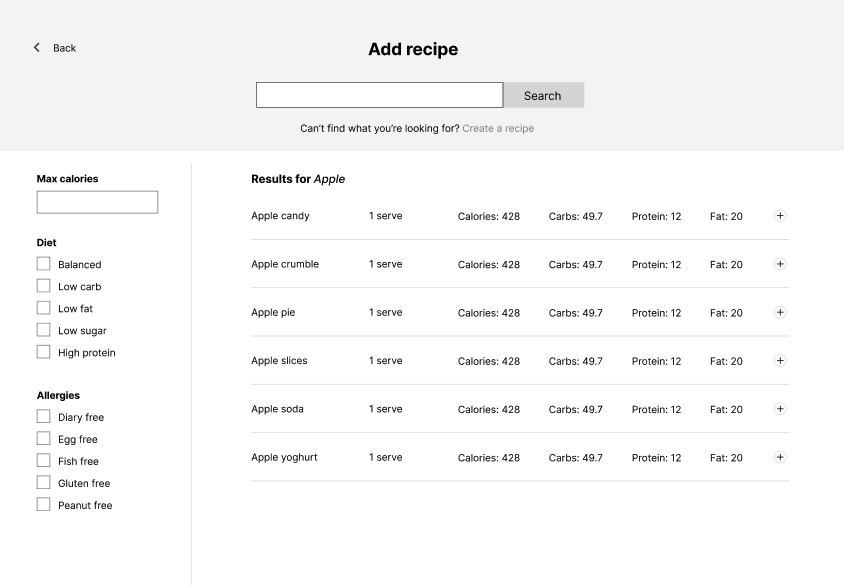 Back
Add recipe
Search
Can't find what you're looking for? Create a recipe
Max calories
Diet
Balanced
Low carb
Low fat
Low sugar
High protein
Allergies
Diary free
Egg free
Fish free
Gluten free
Peanut free
Results for Apple
Apple candy 1 serve Calories: 428 Carbs: 49.7 Protein: 12 Fat: 20
Apple crumble 1 serve Calories: 428 Carbs: 49.7 Protein: 12 Fat: 20
Apple pie 1 serve Calories: 428 Carbs: 49.7 Protein: 12 Fat: 20
Apple slices 1 serve Calories: 428 Carbs: 49.7 Protein: 12 Fat: 20
Apple soda 1 serve Calories: 428 Carbs: 49.7 Protein: 12 Fat: 20
Apple yoghurt 1 serve Calories: 428 Carbs: 49.7 Protein: 12 Fat: 20